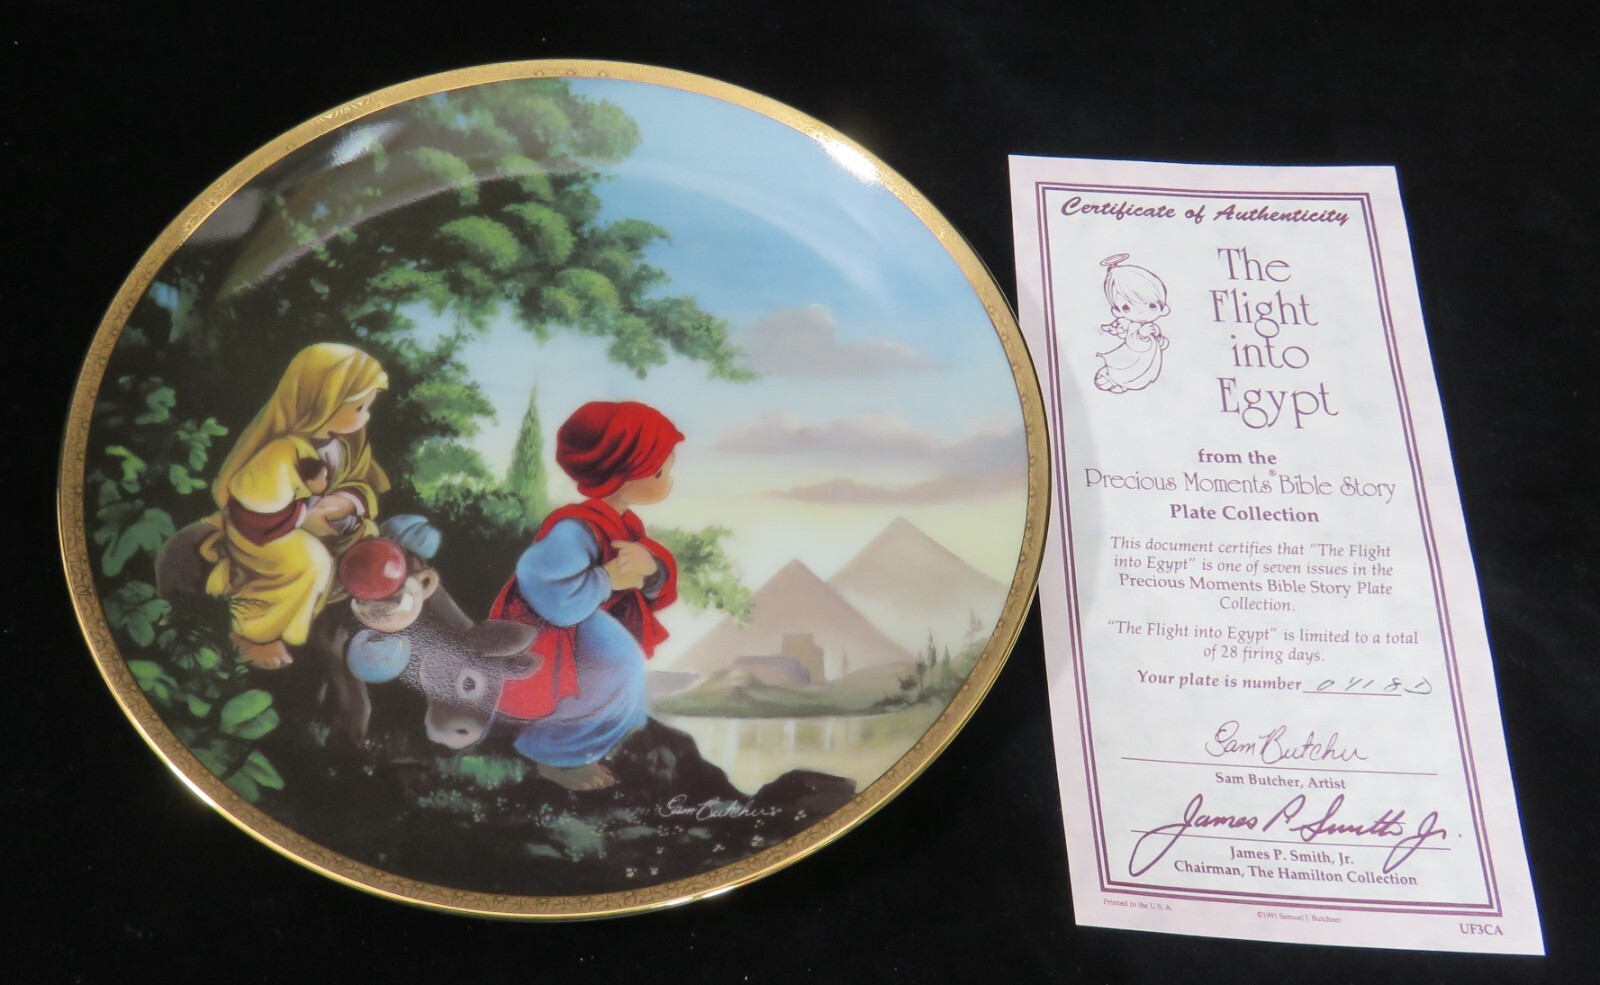 Sam Butcher
Certificate of Authenticity
The
Flight
into
Egypt
from the
Precious Moments® Bible Story
Plate Collection
This document certifies that "The Flight
into Egypt" is one of seven issues in the
Precious Moments Bible Story Plate
Collection.
"The Flight into Egypt" is limited to a total
of 28 firing days.
Your plate is number
Sam Butcher
Sam Butcher, Artist
James P. Smith, Jr.
James P. Smith, Jr.
Chairman, The Hamilton Collection
Printed in the U.S.A.
©1991 Samuel J. Butcher
UF3CA